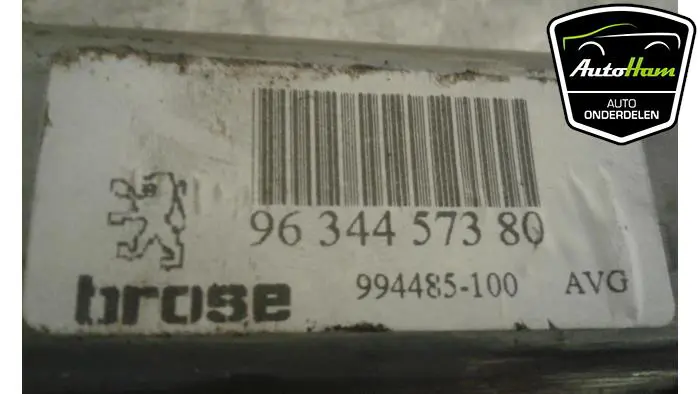 AutoHam
AUTO
ONDERDELEN
96 344 573 80
brose
994485-100 AVG